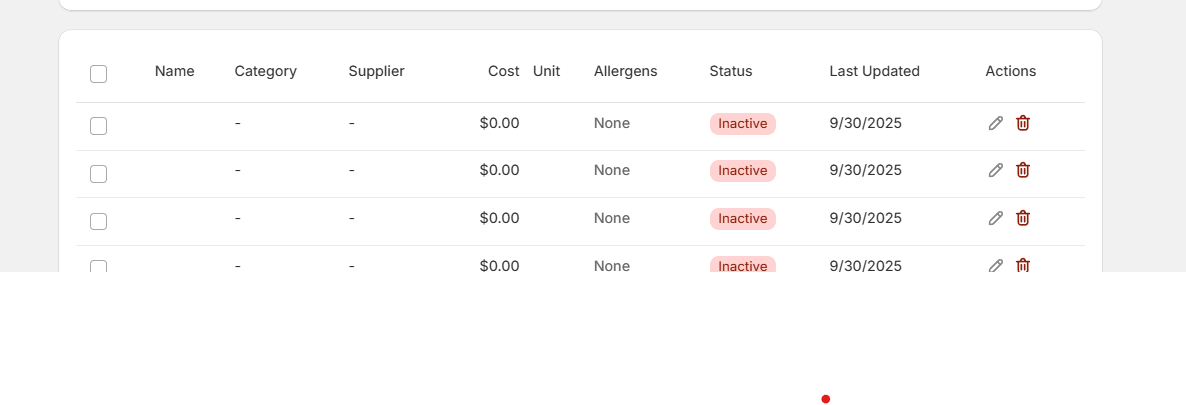 Name Category Supplier Cost Unit Allergens Status Last Updated Actions
- - $0.00 None Inactive 9/30/2025
- - $0.00 None Inactive 9/30/2025
- - $0.00 None Inactive 9/30/2025
- - $0.00 None Inactive 9/30/2025